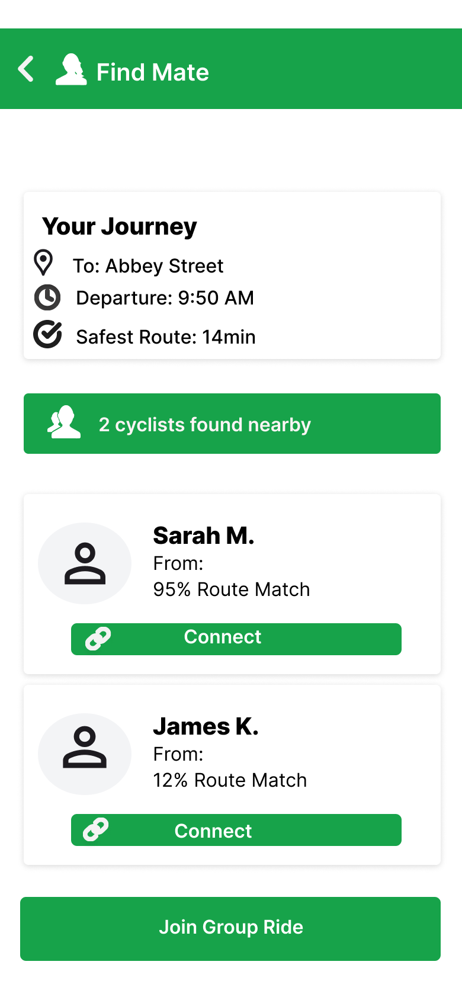 Find Mate
Your Journey
To: Abbey Street
Departure: 9:50 AM
Safest Route: 14min
2 cyclists found nearby
Sarah M.
From:
95% Route Match
Connect
James K.
From:
12% Route Match
Connect
Join Group Ride